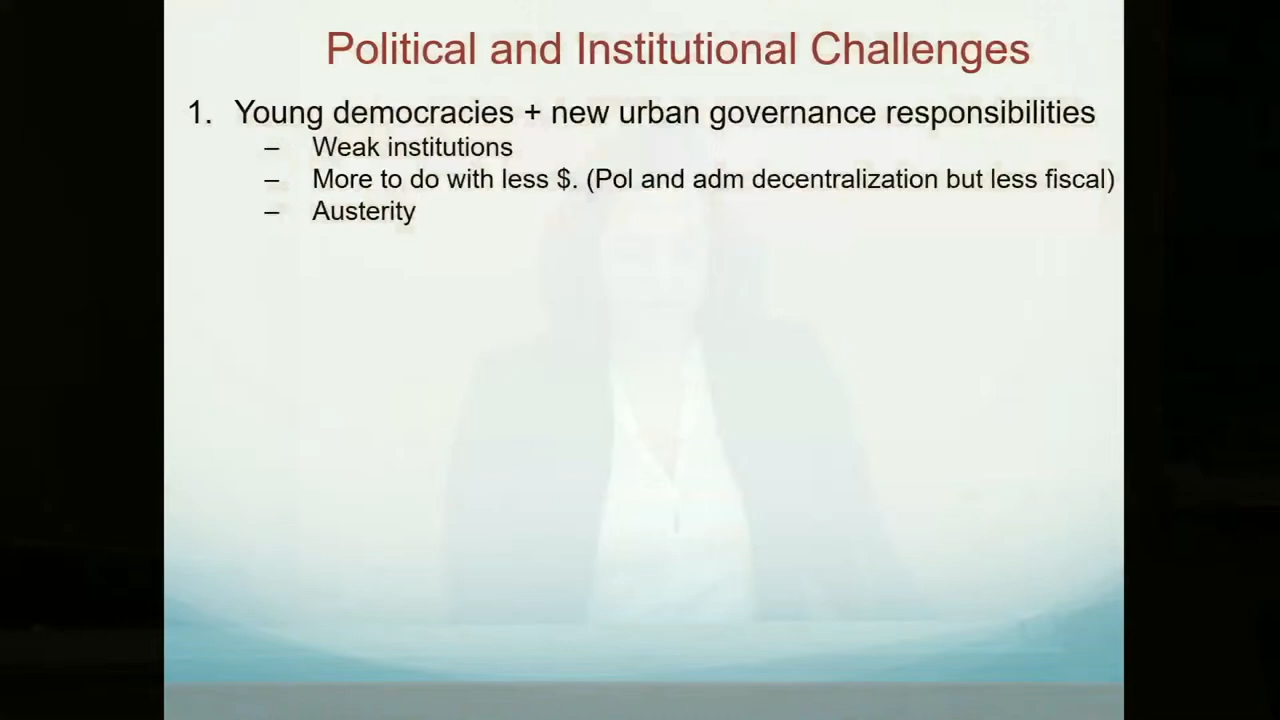 Political and Institutional Challenges
1. Young democracies + new urban governance responsibilities
– Weak institutions
– More to do with less $. (Pol and adm decentralization but less fiscal)
– Austerity